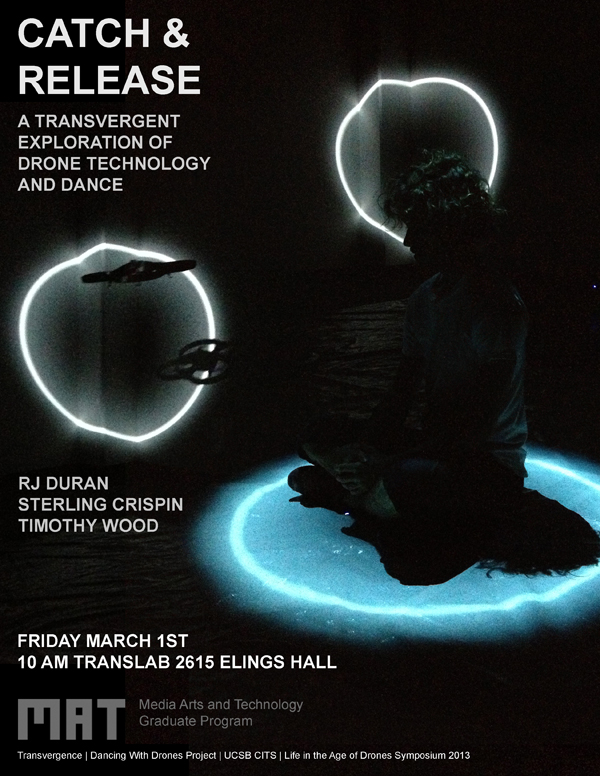 CATCH &
RELEASE
A TRANSVERGENT
EXPLORATION OF
DRONE TECHNOLOGY
AND DANCE
RJ DURAN
STERLING CRISPIN
TIMOTHY WOOD
FRIDAY MARCH 1ST
10 AM TRANSLAB 2615 ELINGS HALL
MAT
Media Arts and Technology
Graduate Program
Transvergence | Dancing With Drones Project | UCSB CITS | Life in the Age of Drones Symposium 2013